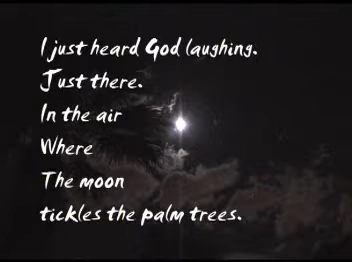 I just heard God laughing.
Just there.
In the air
Where
The moon
tickles the palm trees.